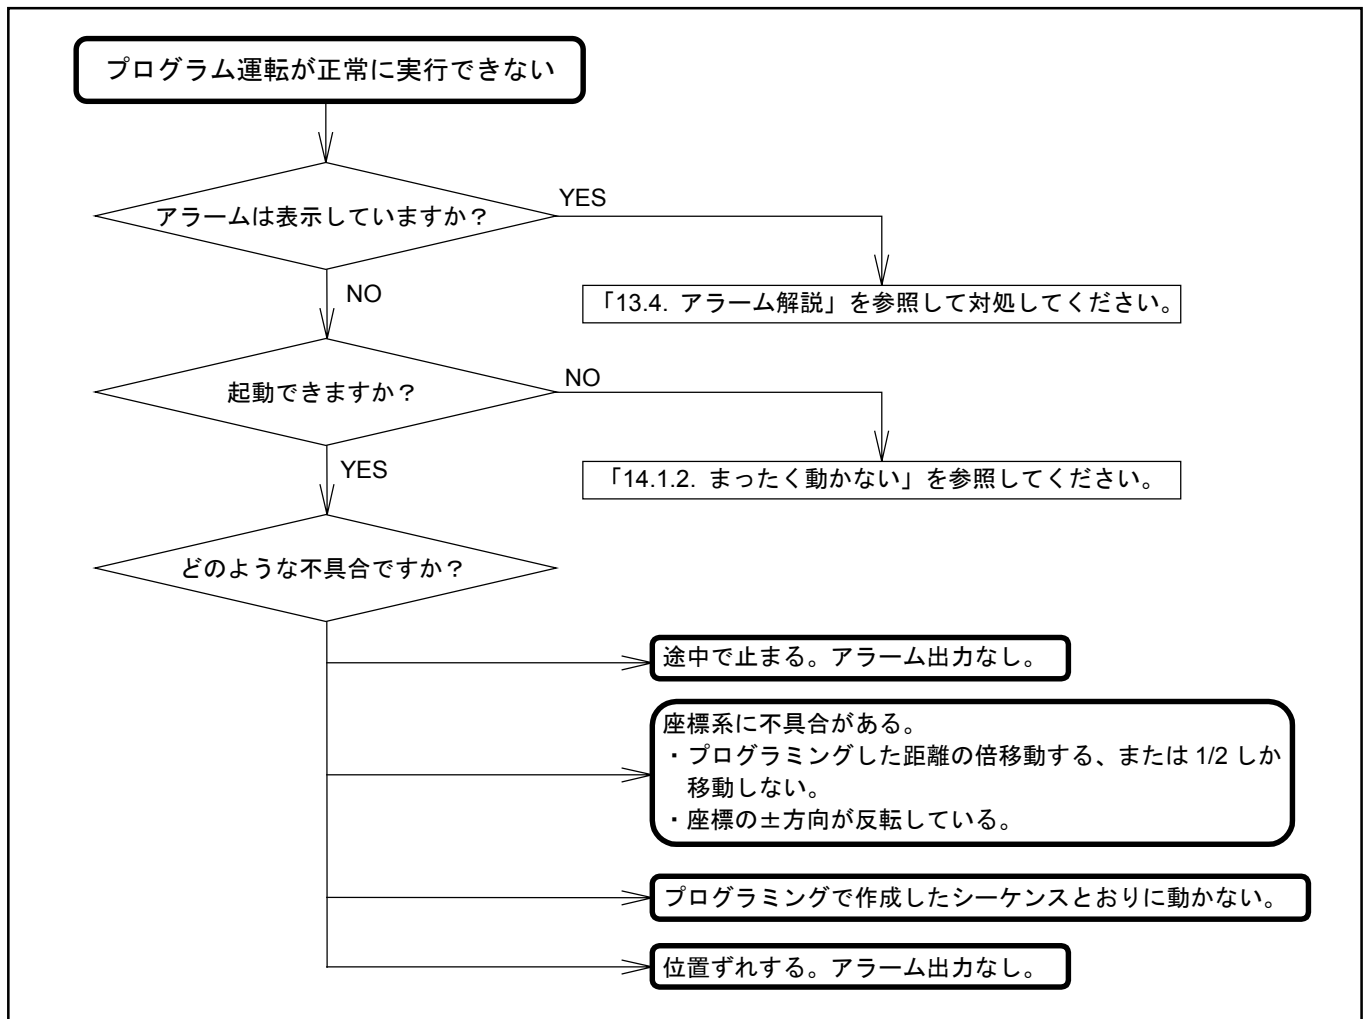 プログラム運転が正常に実行できない
アラームは表示していますか？
YES
NO
「13.4. アラーム解説」を参照して対処してください。
起動できますか？
NO
YES
「14.1.2. まったく動かない」を参照してください。
どのような不具合ですか？
途中で止まる。アラーム出力なし。
座標系に不具合がある。
・プログラミングした距離の倍移動する、または 1/2 しか
移動しない。
・座標の±方向が反転している。
プログラミングで作成したシーケンスとおりに動かない。
位置ずれする。アラーム出力なし。